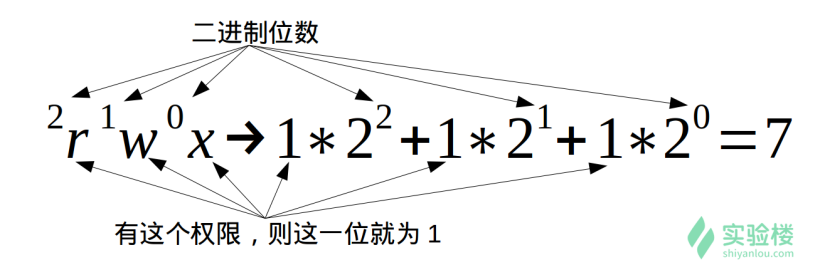 二进制位数
²r ¹w ⁰x → 1*2²+1*2¹+1*2⁰=7
有这个权限，则这一位就为 1
实验楼
shiyanlou.com